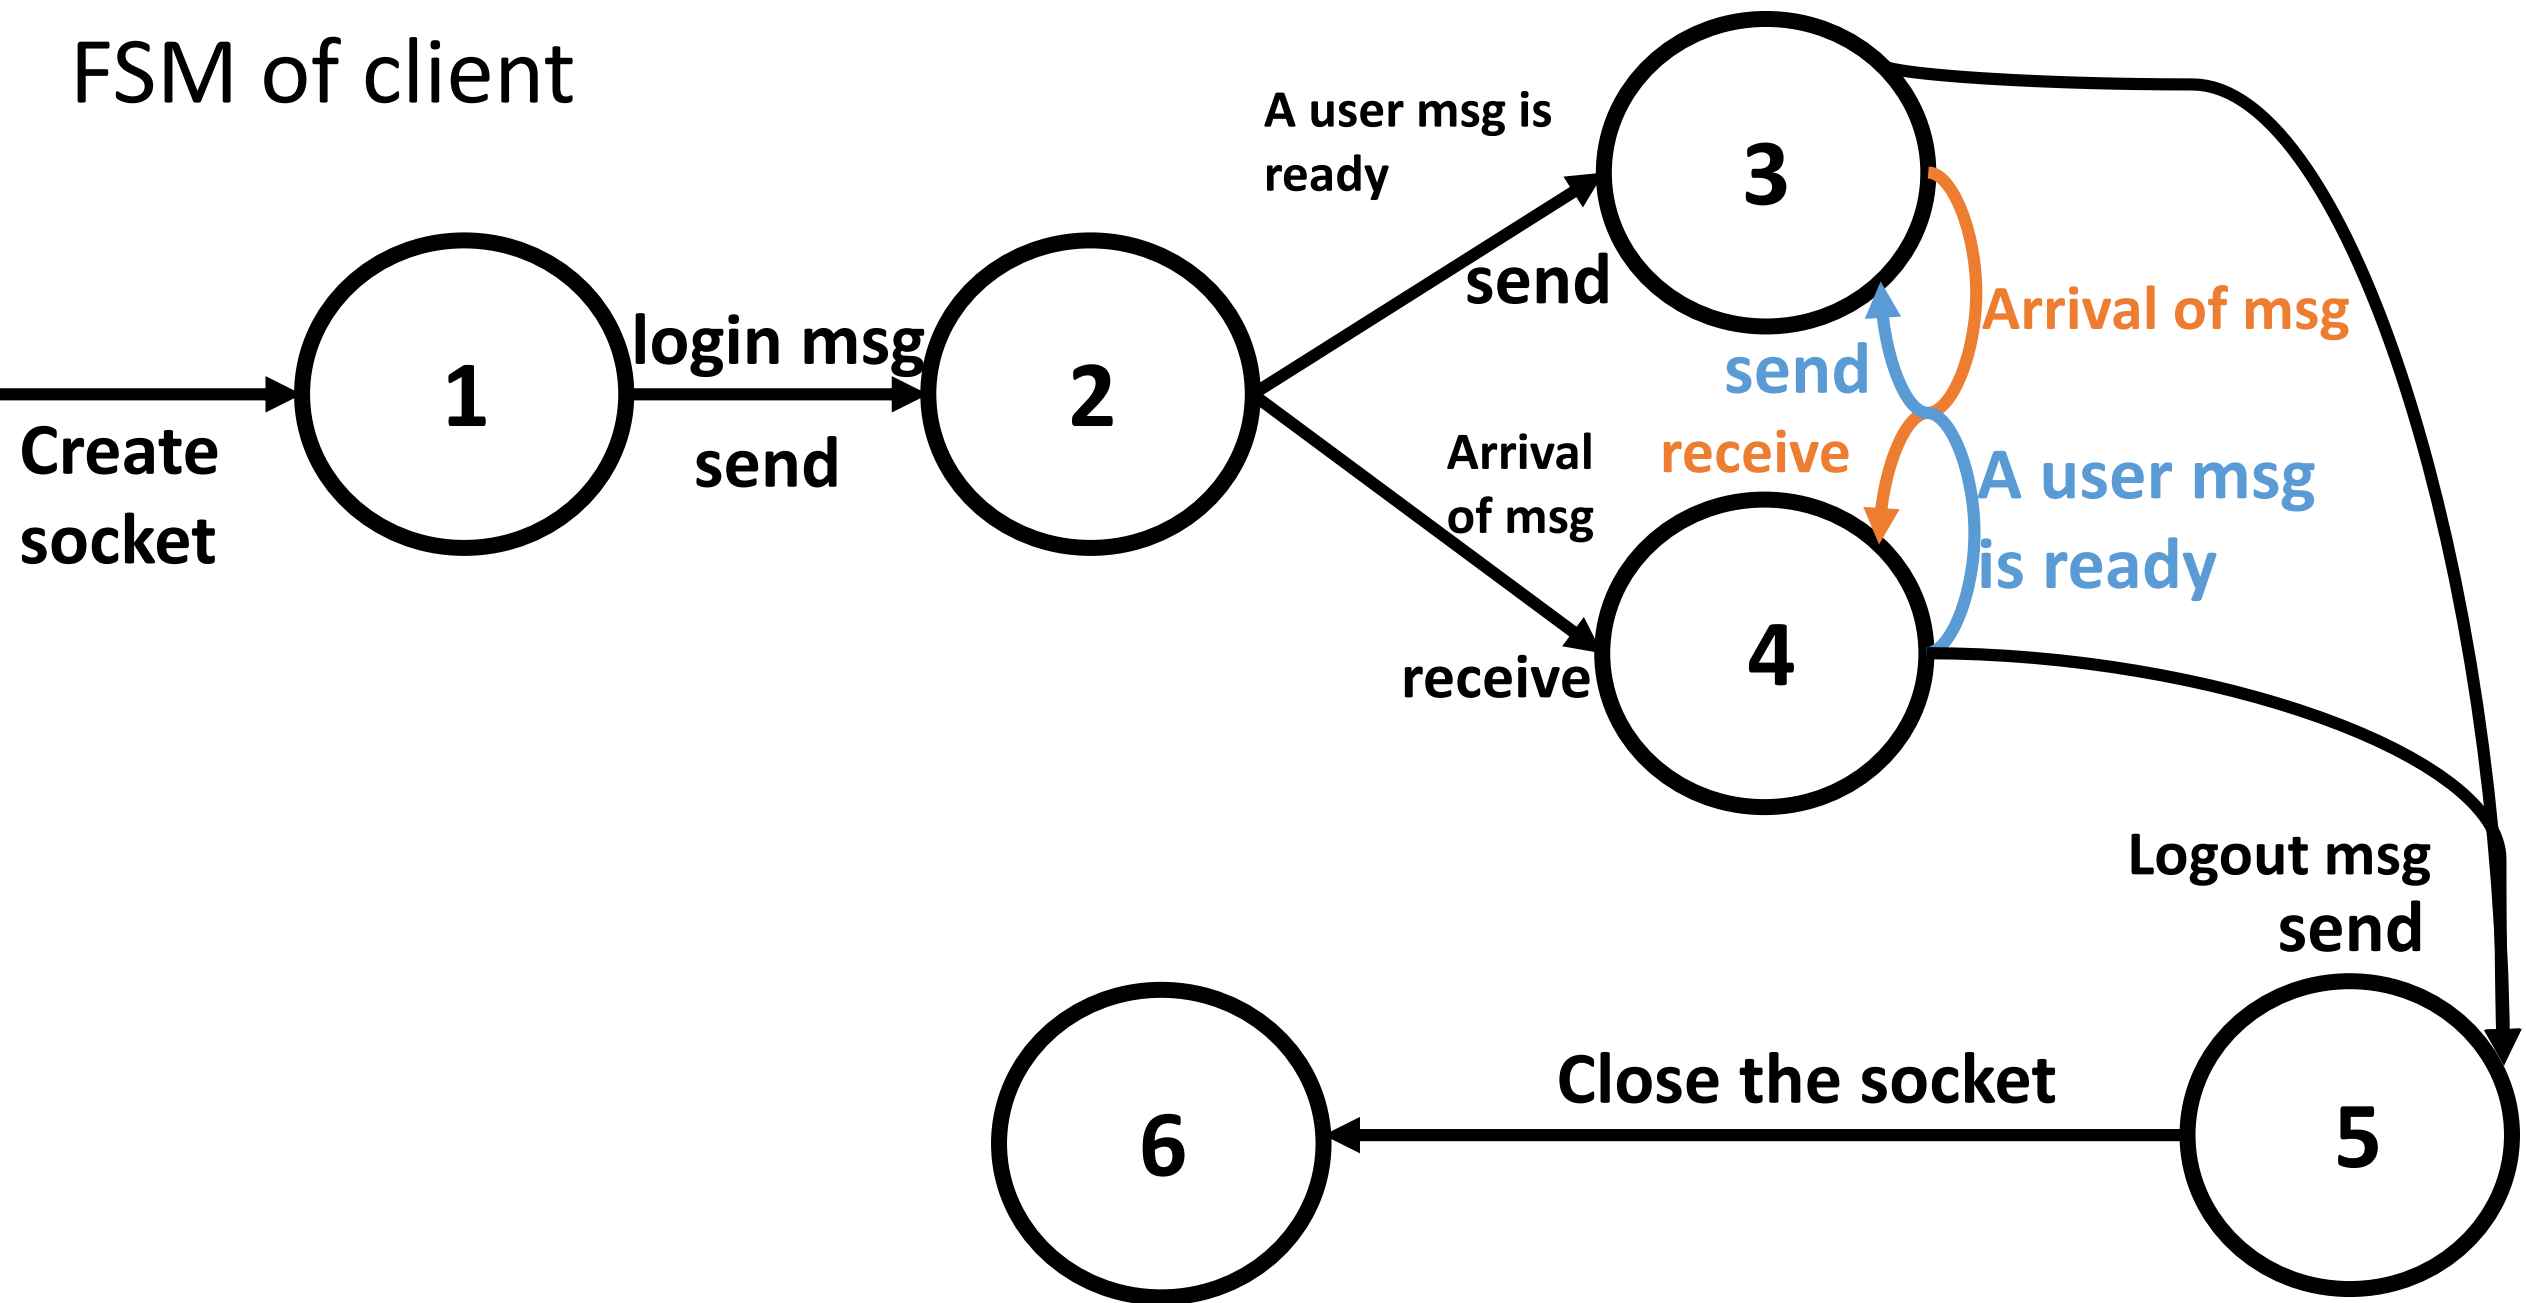 FSM of client
A user msg is
ready
3
send
Arrival of msg
1
login msg
send
2
Create
socket
send
Arrival
of msg
receive
A user msg
is ready
receive
4
Logout msg
send
Close the socket
6
5